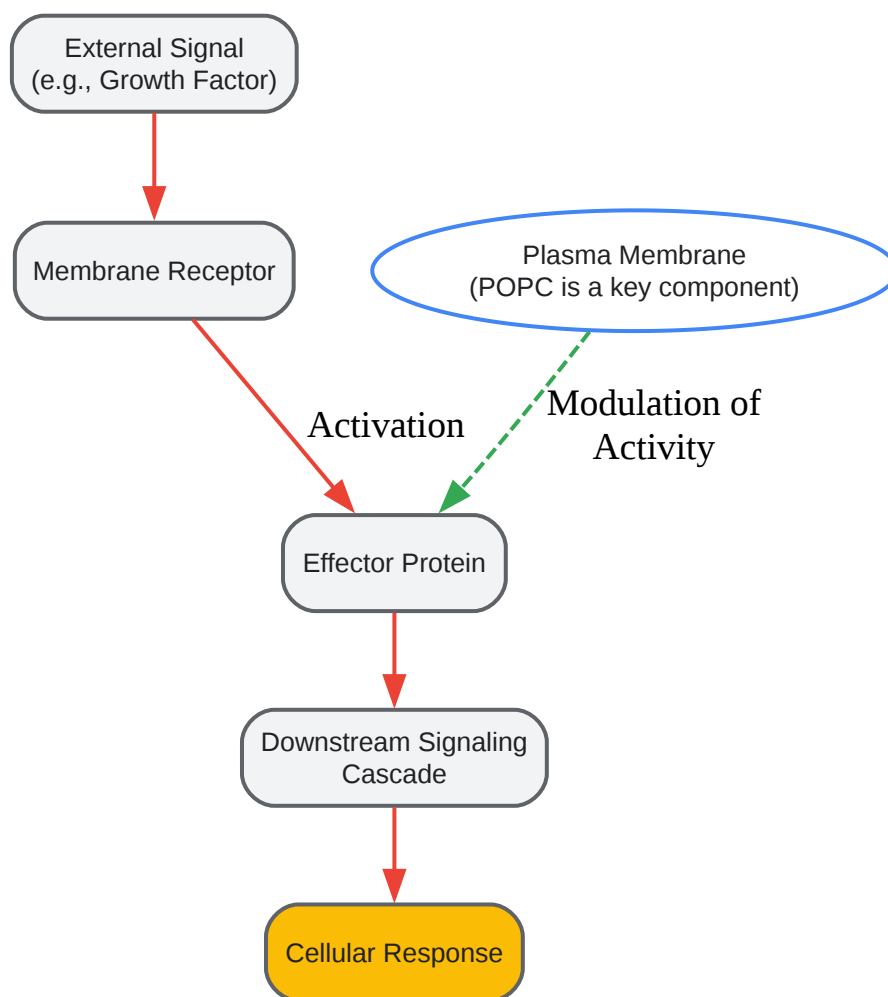 External Signal
(e.g., Growth Factor)
Membrane Receptor
Plasma Membrane
(POPC is a key component)
Activation
Modulation of
Activity
Effector Protein
Downstream Signaling
Cascade
Cellular Response